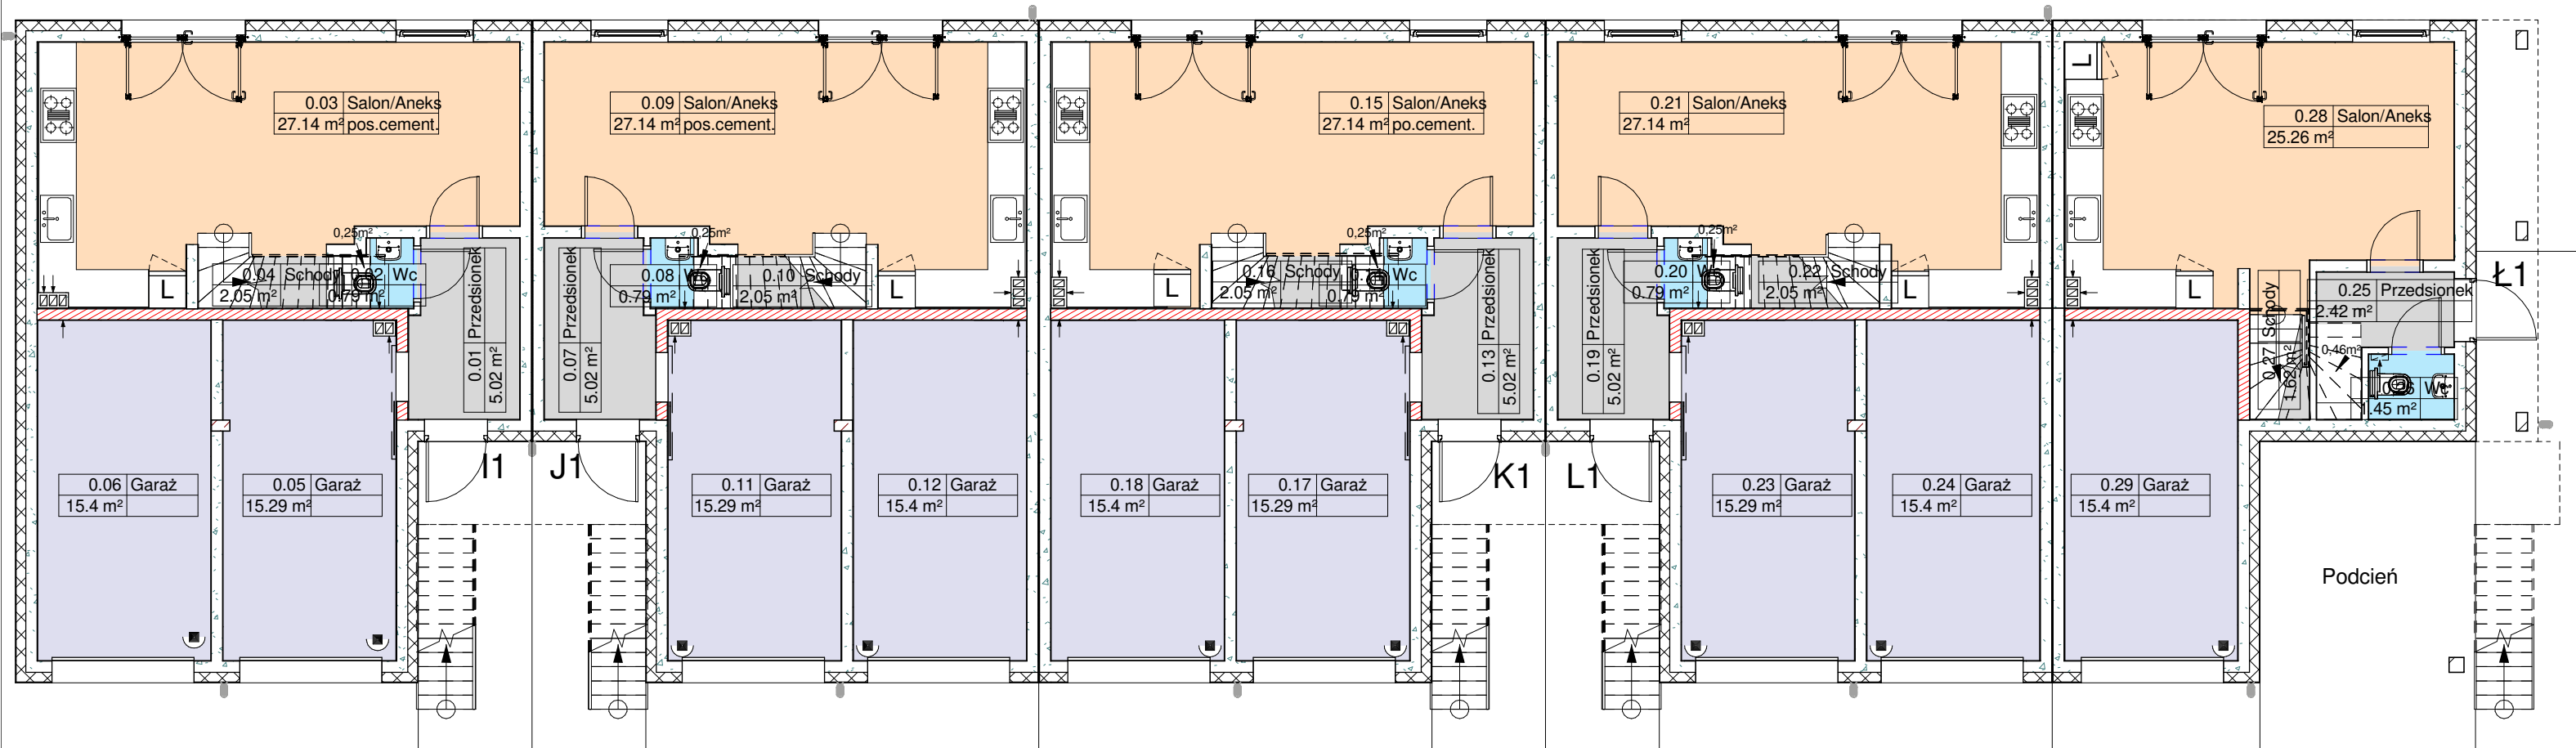 0.03 Salon/Aneks
27.14 m² pos.cement.
0.09 Salon/Aneks
27.14 m² pos.cement.
0.15 Salon/Aneks
27.14 m² po.cement.
0.21 Salon/Aneks
27.14 m²
0.28 Salon/Aneks
25.26 m²
L
0,25m²
0,25m²
0,25m²
0,25m²
0.04 Schody
2.05 m²
0.02 Wc
0.79 m²
L
0.08 Wc
0.79 m²
0.10 Schody
2.05 m²
L
L
0.16 Schody
2.05 m²
Wc
0.79 m²
0.20 Wc
0.79 m²
0.22 Schody
2.05 m²
L
L
0.27 Schody
1.62 m²
0.25 Przedsionek
2.42 m²
Ł1
0,46m²
Wc
1.45 m²
0.01 Przedsionek
5.02 m²
0.07 Przedsionek
5.02 m²
0.13 Przedsionek
5.02 m²
0.19 Przedsionek
5.02 m²
I1
J1
K1
L1
0.06 Garaż
15.4 m²
0.05 Garaż
15.29 m²
0.11 Garaż
15.29 m²
0.12 Garaż
15.4 m²
0.18 Garaż
15.4 m²
0.17 Garaż
15.29 m²
0.23 Garaż
15.29 m²
0.24 Garaż
15.4 m²
0.29 Garaż
15.4 m²
Podcień